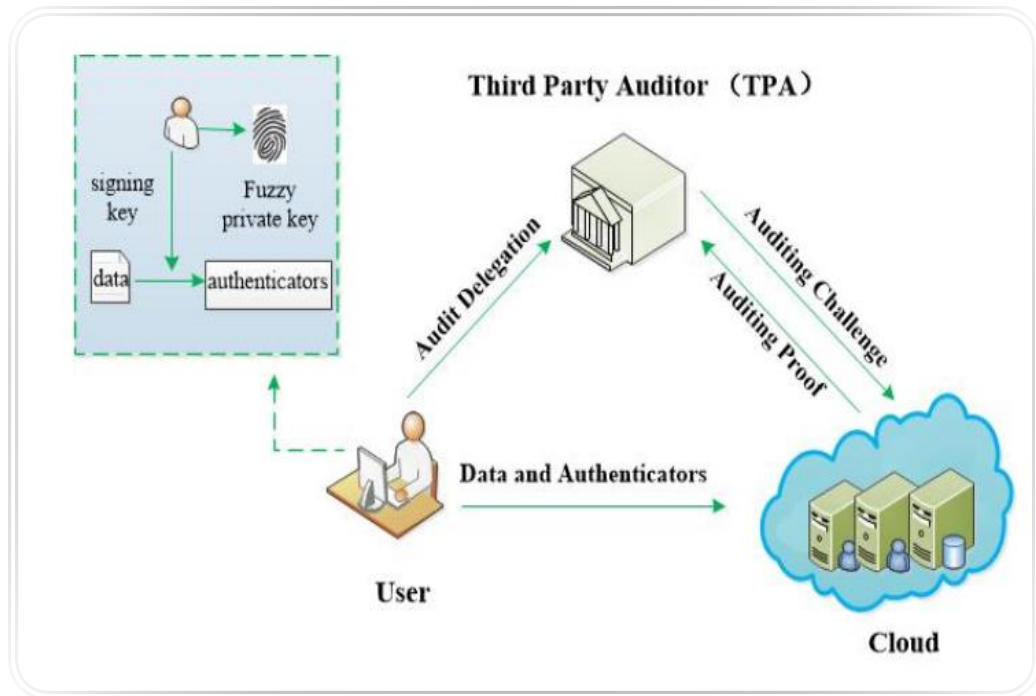 Third Party Auditor （TPA）
signing
key
Fuzzy
private key
data
authenticators
Audit Delegation
Auditing Challenge
Auditing Proof
Data and Authenticators
User
Cloud